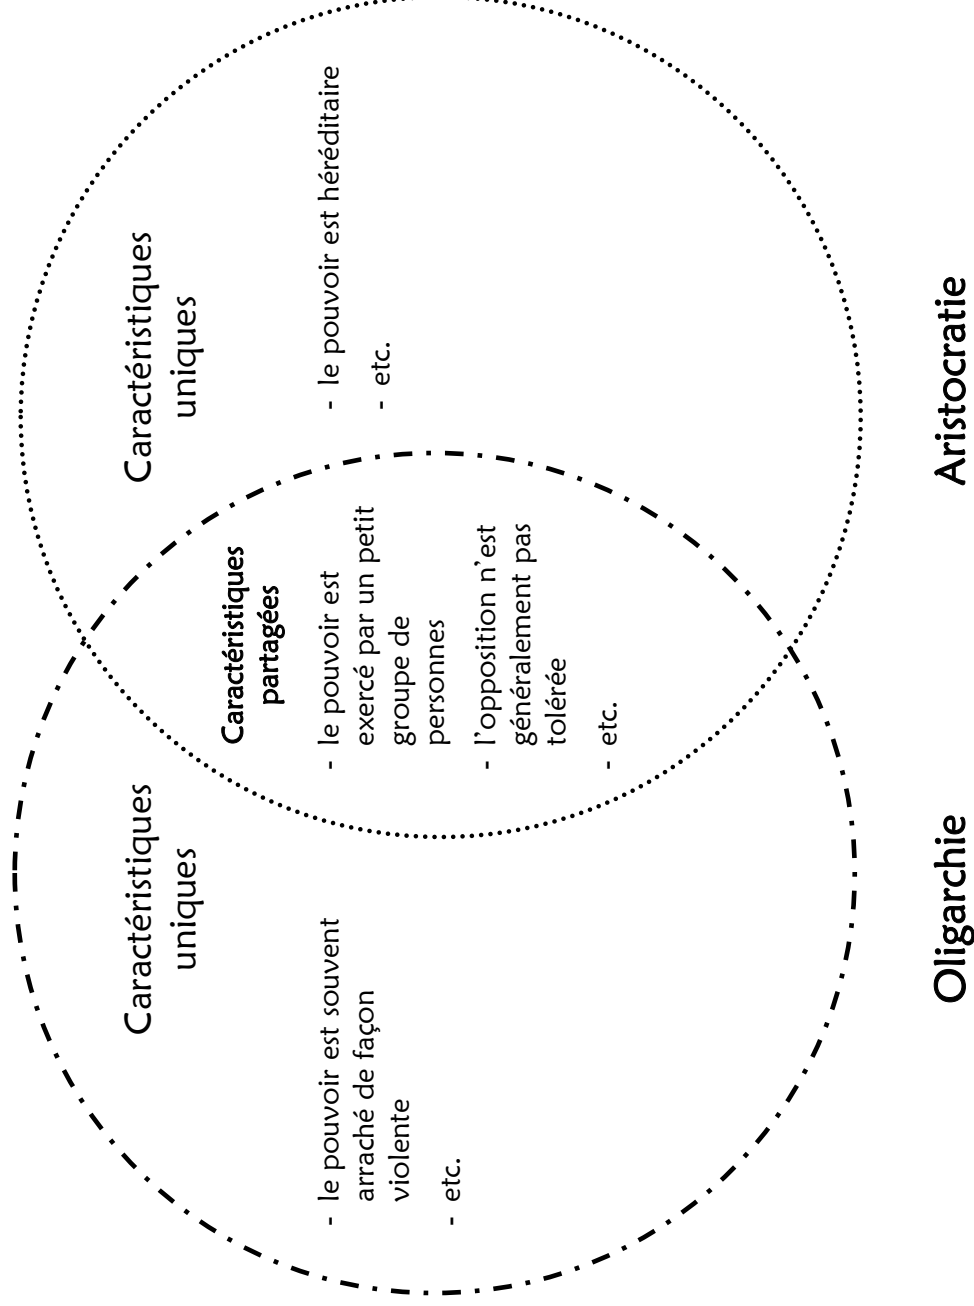 Caractéristiques
uniques
- le pouvoir est souvent
arraché de façon
violente
- etc.
Caractéristiques
partagées
- le pouvoir est
exercé par un petit
groupe de
personnes
- l'opposition n'est
généralement pas
tolérée
- etc.
Caractéristiques
uniques
- le pouvoir est héréditaire
- etc.
Oligarchie
Aristocratie